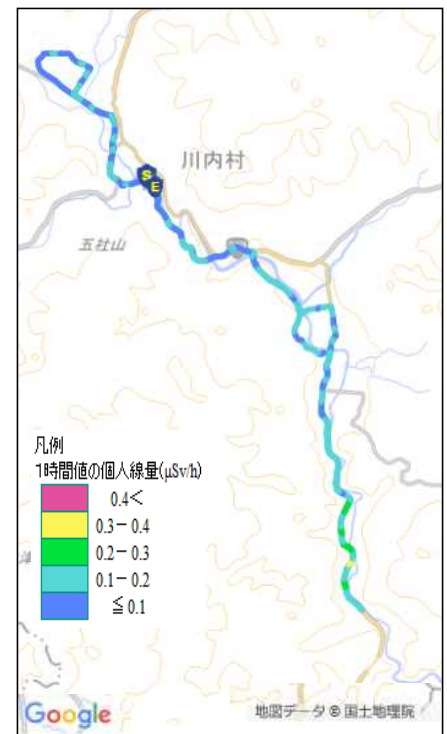 川内村
S
E
五社山
凡例
1時間値の個人線量(μSv/h)
0.4<
0.3－0.4
0.2－0.3
0.1－0.2
≦0.1
Google
地図データ © 国土地理院